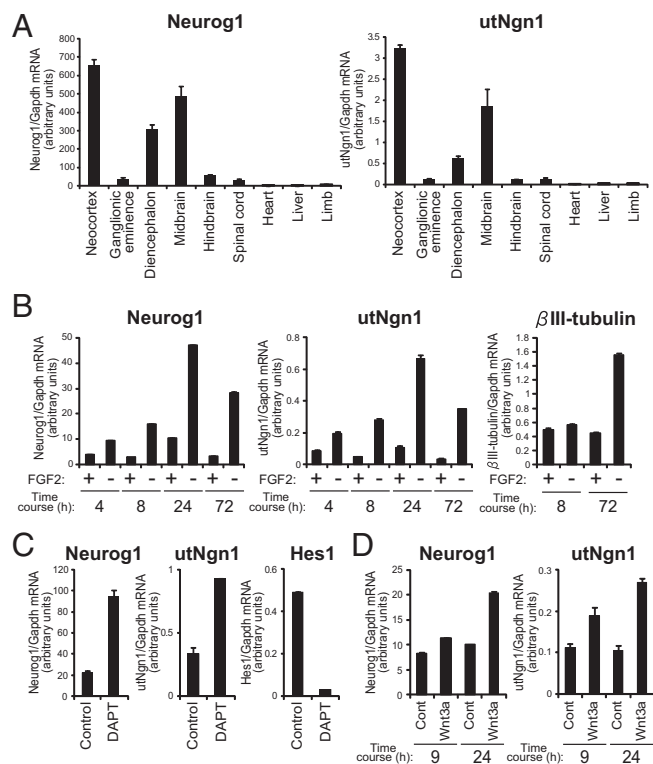 A
Neurog1
Neurog1/Gapdh mRNA
(arbitrary units)
800
700
600
500
400
300
200
100
0
Neocortex
Ganglionic
eminence
Diencephalon
Midbrain
Hindbrain
Spinal cord
Heart
Liver
Limb
utNgn1
utNgn1/Gapdh mRNA
(arbitrary units)
3.5
3
2.5
2
1.5
1
0.5
0
Neocortex
Ganglionic
eminence
Diencephalon
Midbrain
Hindbrain
Spinal cord
Heart
Liver
Limb
B
Neurog1
Neurog1/Gapdh mRNA
(arbitrary units)
50
40
30
20
10
0
FGF2: + - + - + - + -
Time
course (h): 4 8 24 72
utNgn1
utNgn1/Gapdh mRNA
(arbitrary units)
0.8
0.6
0.4
0.2
0
FGF2: + - + - + - + -
Time
course (h): 4 8 24 72
βIII-tubulin
βIII-tubulin/Gapdh mRNA
(arbitrary units)
2.0
1.5
1.0
0.5
0
FGF2: + - + -
Time
course (h): 8 72
C
Neurog1
Neurog1/Gapdh mRNA
(arbitrary units)
120
100
80
60
40
20
0
Control
DAPT
utNgn1
utNgn1/Gapdh mRNA
(arbitrary units)
1
0.5
0
Control
DAPT
Hes1
Hes1/Gapdh mRNA
(arbitrary units)
0.6
0.4
0.2
0
Control
DAPT
D
Neurog1
Neurog1/Gapdh mRNA
(arbitrary units)
25
20
15
10
5
0
Cont
Wnt3a
Cont
Wnt3a
Time
course (h): 9 24
utNgn1
utNgn1/Gapdh mRNA
(arbitrary units)
0.3
0.2
0.1
0
Cont
Wnt3a
Cont
Wnt3a
Time
course (h): 9 24